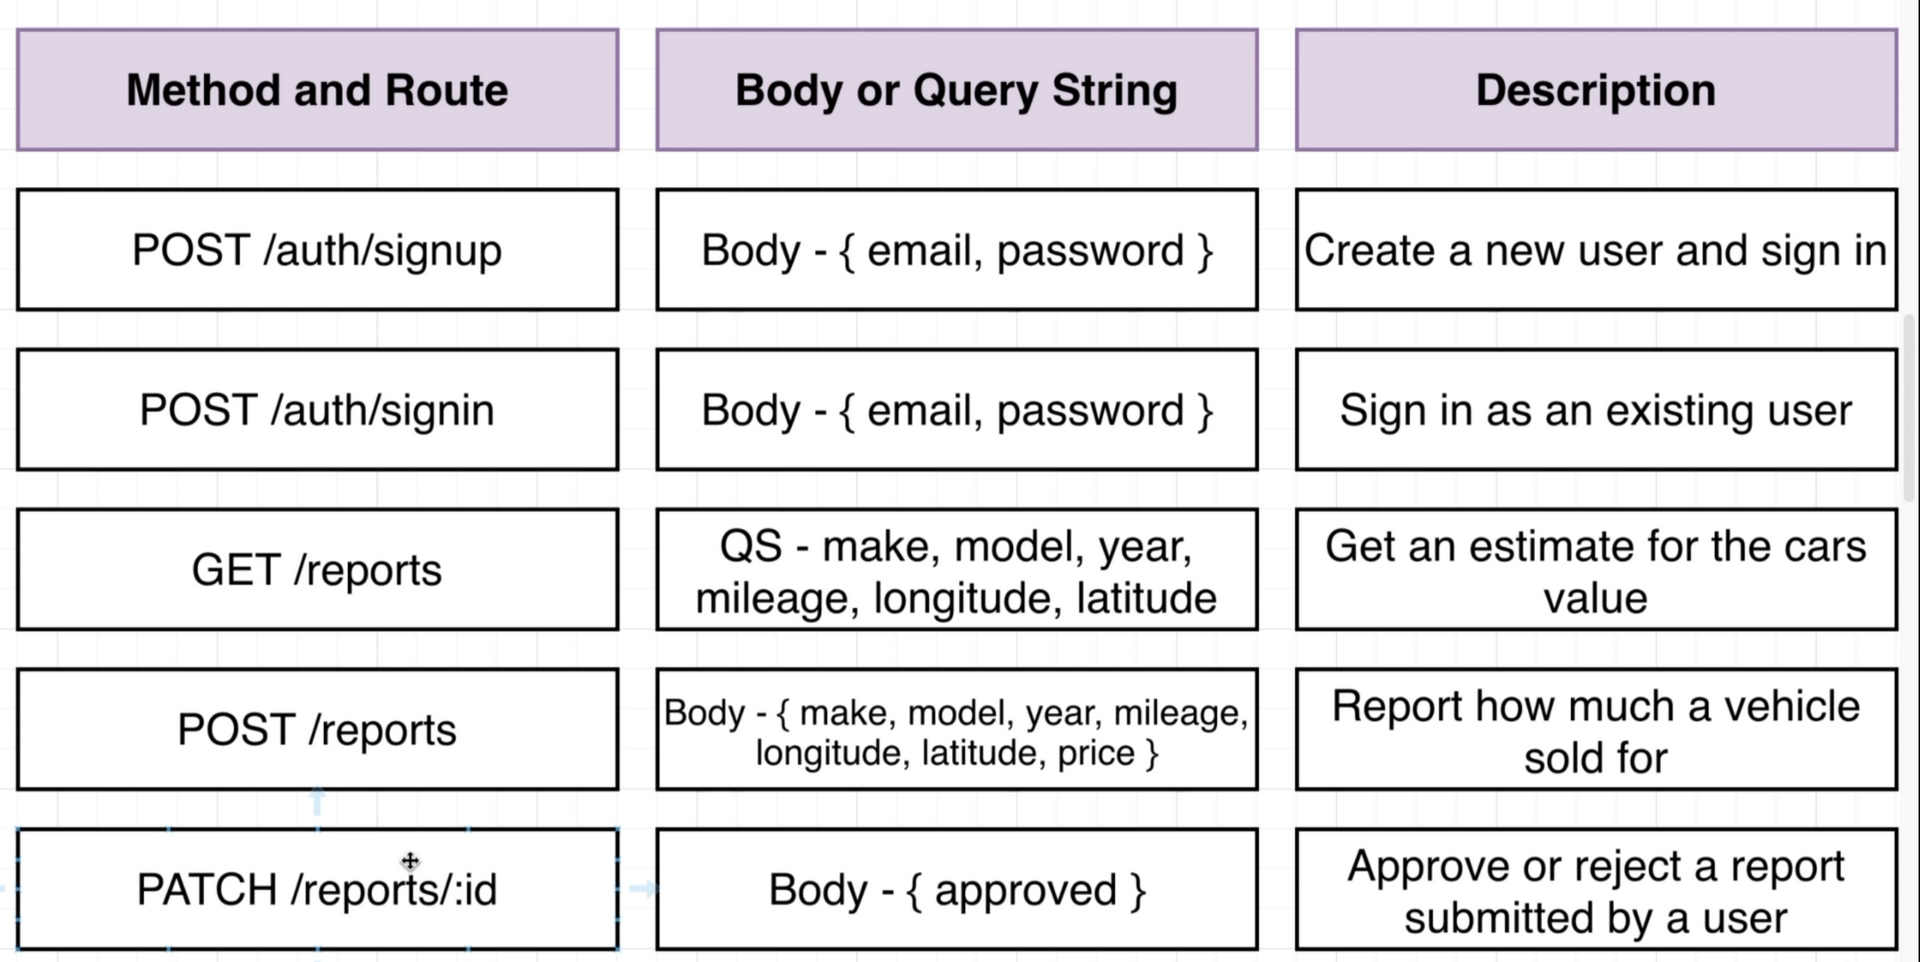 Method and Route
Body or Query String
Description
POST /auth/signup
Body - { email, password }
Create a new user and sign in
POST /auth/signin
Body - { email, password }
Sign in as an existing user
GET /reports
QS - make, model, year,
mileage, longitude, latitude
Get an estimate for the cars
value
POST /reports
Body - { make, model, year, mileage,
longitude, latitude, price }
Report how much a vehicle
sold for
PATCH /reports/:id
Body - { approved }
Approve or reject a report
submitted by a user